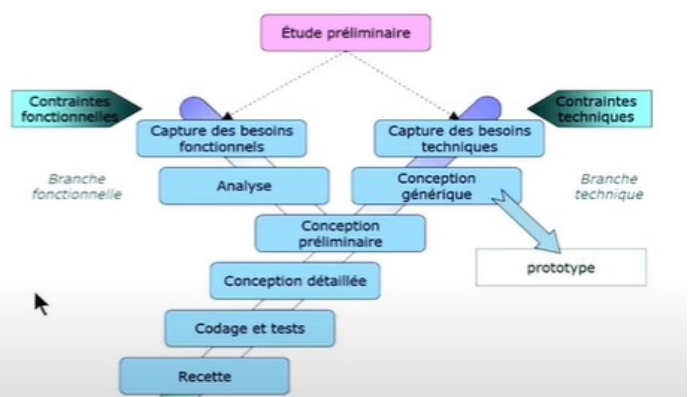 Étude préliminaire
Contraintes
fonctionnelles
Contraintes
techniques
Capture des besoins
fonctionnels
Capture des besoins
techniques
Branche
fonctionnelle
Analyse
Conception
générique
Branche
technique
Conception
préliminaire
prototype
Conception détaillée
Codage et tests
Recette